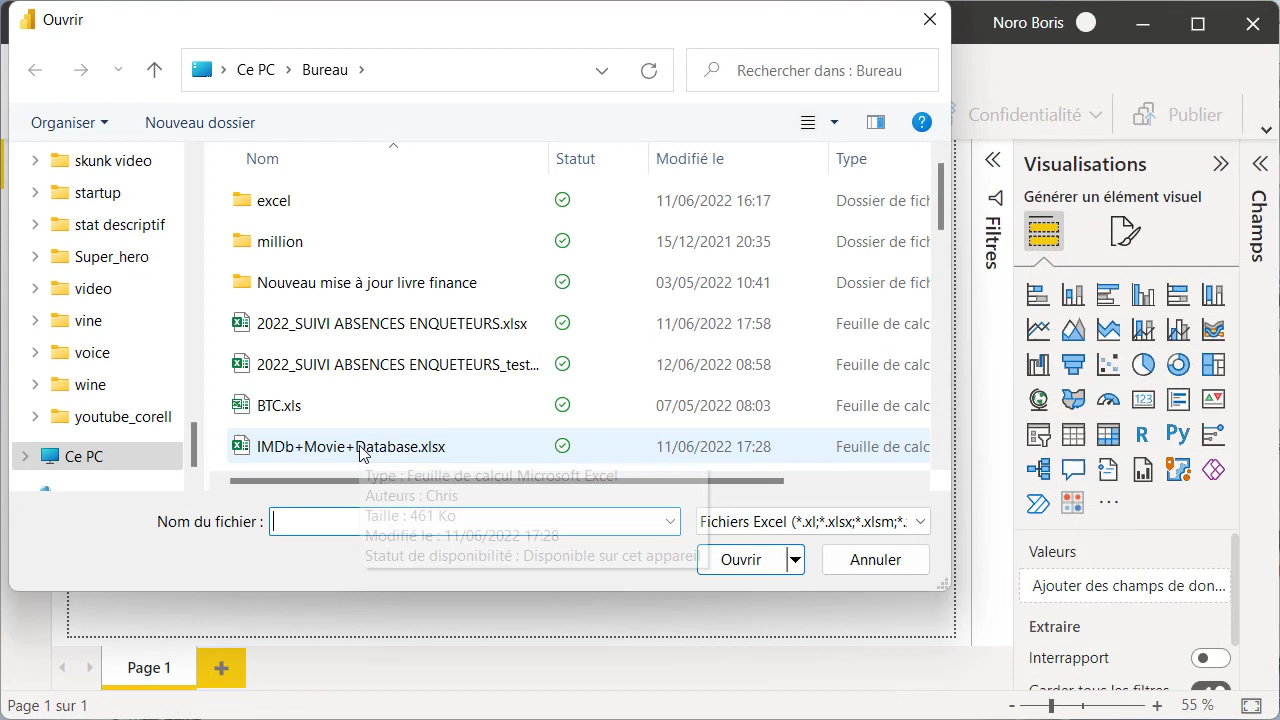 Ouvrir
Noro Boris
Ce PC
Bureau
Rechercher dans : Bureau
Confidentialité
Publier
Organiser
Nouveau dossier
Nom
Statut
Modifié le
Type
skunk video
startup
stat descriptif
Super_hero
video
vine
voice
wine
youtube_corell
Ce PC
excel
11/06/2022 16:17
Dossier de fich
million
15/12/2021 20:35
Dossier de fich
Nouveau mise à jour livre finance
03/05/2022 10:41
Dossier de fich
2022_SUIVI ABSENCES ENQUETEURS.xlsx
11/06/2022 17:58
Feuille de calc
2022_SUIVI ABSENCES ENQUETEURS_test...
12/06/2022 08:58
Feuille de calc
BTC.xls
07/05/2022 08:03
Feuille de calc
IMDb+Movie+Database.xlsx
11/06/2022 17:28
Feuille de calc
Type : Feuille de calcul Microsoft Excel
Auteurs : Chris
Taille : 461 Ko
Modifié le : 11/06/2022 17:28
Statut de disponibilité : Disponible sur cet appareil
Nom du fichier :
Fichiers Excel (*.xl;*.xlsx;*.xlsm;*.
Ouvrir
Annuler
Filtres
Visualisations
Générer un élément visuel
R
Py
123
...
Valeurs
Ajouter des champs de don...
Extraire
Interrapport
Garder tous les filtres
Champs
Page 1
Page 1 sur 1
- + 55 %